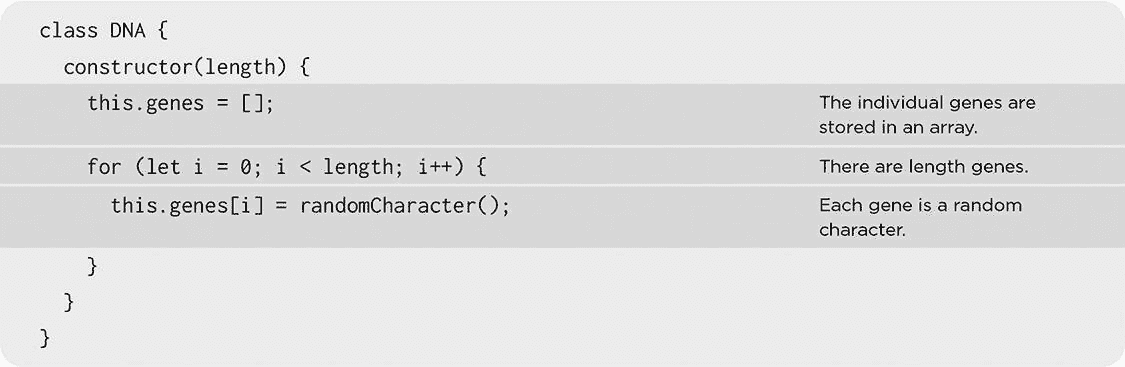 class DNA {
constructor(length) {
this.genes = [];
The individual genes are
stored in an array.
for (let i = 0; i < length; i++) {
There are length genes.
this.genes[i] = randomCharacter();
Each gene is a random
character.
}
}
}